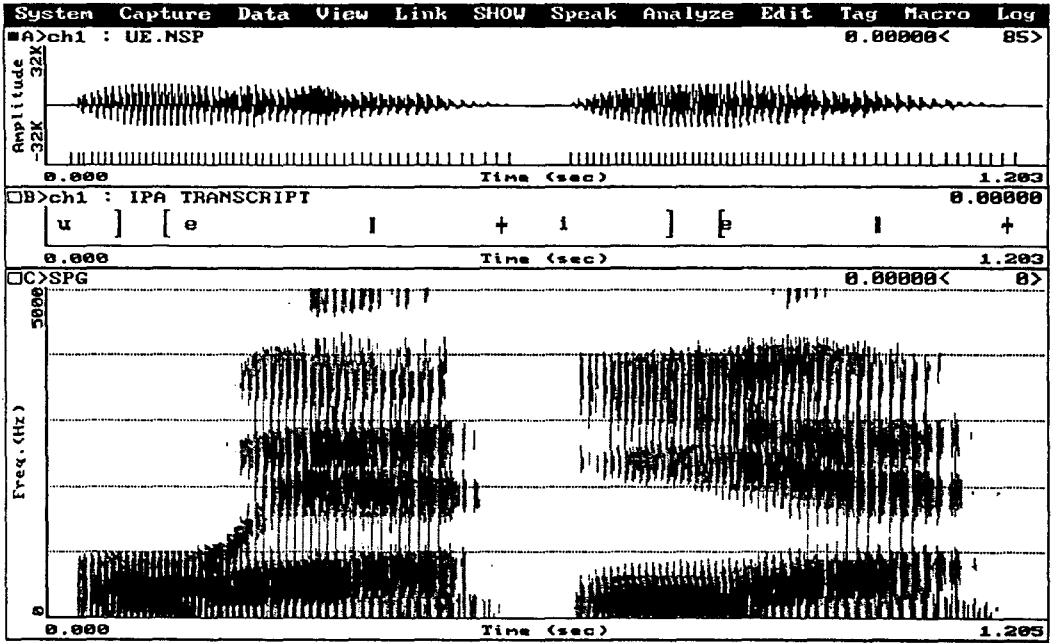 System Capture Data View Link SHOW Speak Analyze Edit Tag Macro Log
A>ch1 : UE.NSP 0.00000< 85>
Amplitude
32K
-32K
0.000 Time (sec) 1.203
B>ch1 : IPA TRANSCRIPT 0.00000
u ] [ e ‖ + i ] [ e ‖ +
0.000 Time (sec) 1.203
C>SPG 0.00000< 0>
5000
Freq.(Hz)
0
0.000 Time (sec) 1.205